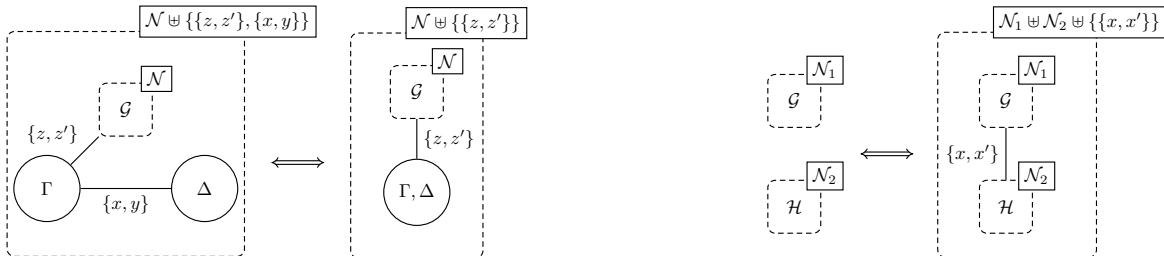 𝒩 ⊎ {{z, z′}, {x, y}}
𝒩
𝒢
{z, z′}
Γ
{x, y}
Δ
⟺
𝒩 ⊎ {{z, z′}}
𝒩
𝒢
{z, z′}
Γ, Δ
𝒩₁
𝒢
𝒩₂
ℋ
⟺
𝒩₁ ⊎ 𝒩₂ ⊎ {{x, x′}}
𝒩₁
𝒢
{x, x′}
𝒩₂
ℋ